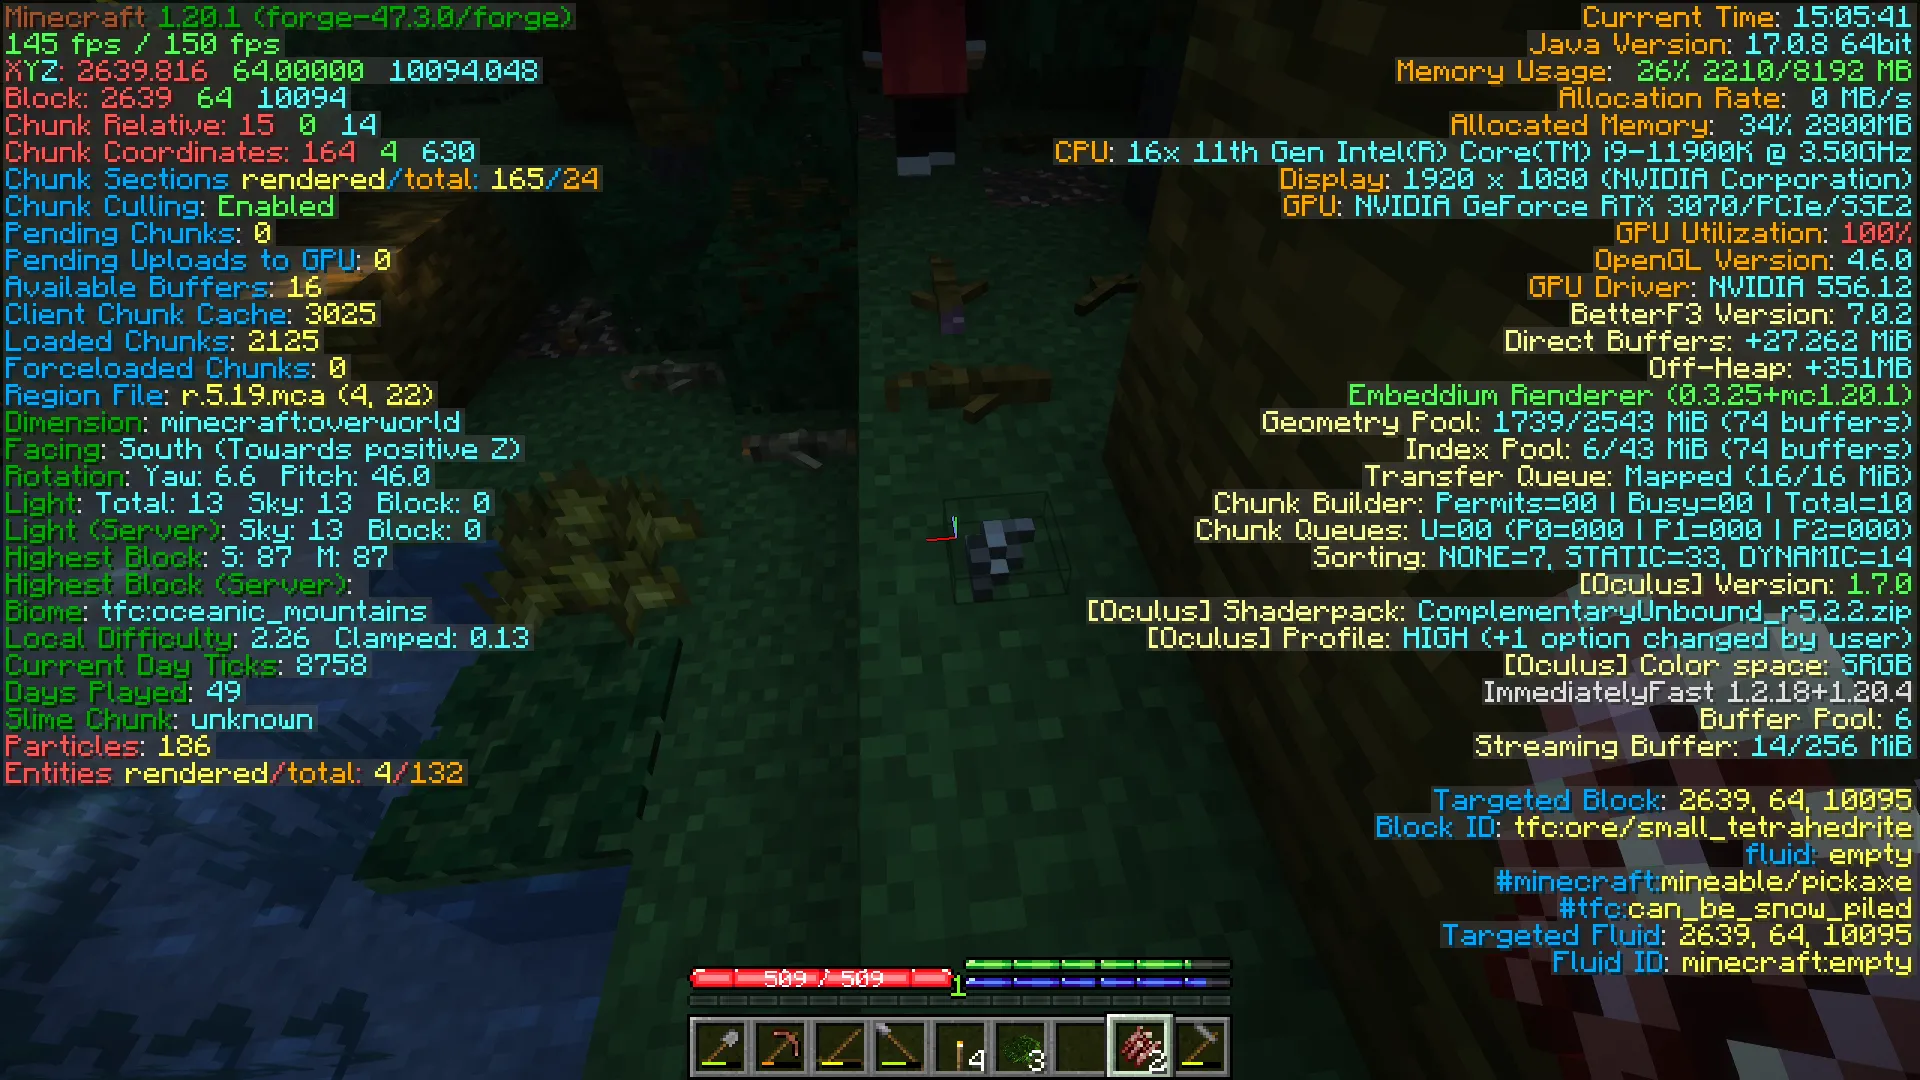 Minecraft 1.20.1 (forge-47.3.0/forge)
145 fps / 150 fps
XYZ: 2639.816 64.00000 10094.048
Block: 2639 64 10094
Chunk Relative: 15 0 14
Chunk Coordinates: 164 4 630
Chunk Sections rendered/total: 165/24
Chunk Culling: Enabled
Pending Chunks: 0
Pending Uploads to GPU: 0
Available Buffers: 16
Client Chunk Cache: 3025
Loaded Chunks: 2125
Forceloaded Chunks: 0
Region File: r.5.19.mca (4, 22)
Dimension: minecraft:overworld
Facing: South (Towards positive Z)
Rotation: Yaw: 6.6 Pitch: 46.0
Light: Total: 13 Sky: 13 Block: 0
Light (Server): Sky: 13 Block: 0
Highest Block: S: 87 M: 87
Highest Block (Server):
Biome: tfc:oceanic_mountains
Local Difficulty: 2.26 Clamped: 0.13
Current Day Ticks: 8758
Days Played: 49
Slime Chunk: unknown
Particles: 186
Entities rendered/total: 4/132
Current Time: 15:05:41
Java Version: 17.0.8 64bit
Memory Usage: 26% 2210/8192 MB
Allocation Rate: 0 MB/s
Allocated Memory: 34% 2800MB
CPU: 16x 11th Gen Intel(R) Core(TM) i9-11900K @ 3.50GHz
Display: 1920 x 1080 (NVIDIA Corporation)
GPU: NVIDIA GeForce RTX 3070/PCIe/SSE2
GPU Utilization: 100%
OpenGL Version: 4.6.0
GPU Driver: NVIDIA 556.12
BetterF3 Version: 7.0.2
Direct Buffers: +27.262 MiB
Off-Heap: +351MB
Embeddium Renderer (0.3.25+mc1.20.1)
Geometry Pool: 1739/2543 MiB (74 buffers)
Index Pool: 6/43 MiB (74 buffers)
Transfer Queue: Mapped (16/16 MiB)
Chunk Builder: Permits=00 | Busy=00 | Total=10
Chunk Queues: U=00 (P0=000 | P1=000 | P2=000)
Sorting: NONE=7, STATIC=33, DYNAMIC=14
[Oculus] Version: 1.7.0
[Oculus] Shaderpack: ComplementaryUnbound_r5.2.2.zip
[Oculus] Profile: HIGH (+1 option changed by user)
[Oculus] Color space: SRGB
ImmediatelyFast 1.2.18+1.20.4
Buffer Pool: 6
Streaming Buffer: 14/256 MiB
Targeted Block: 2639, 64, 10095
Block ID: tfc:ore/small_tetrahedrite
fluid: empty
#minecraft:mineable/pickaxe
#tfc:can_be_snow_piled
Targeted Fluid: 2639, 64, 10095
Fluid ID: minecraft:empty
509 / 509
1
4 3 2